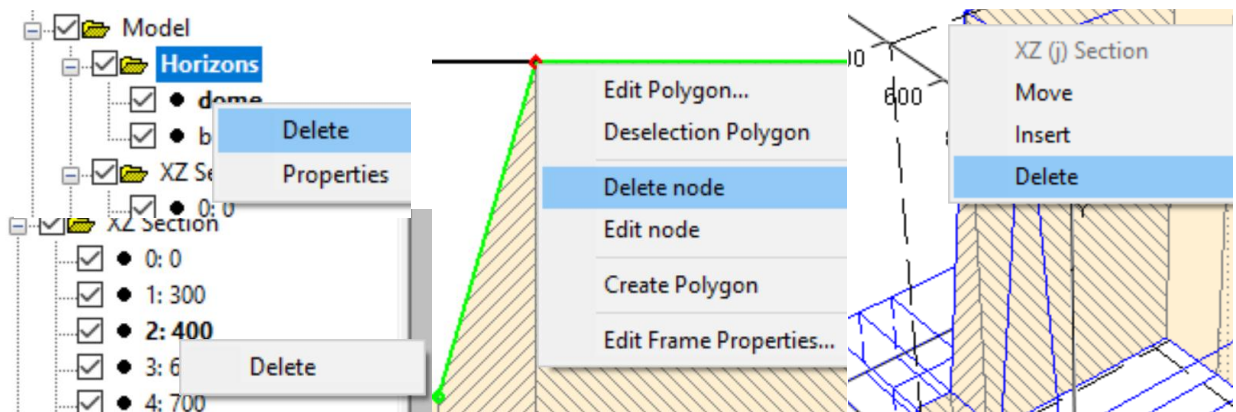 Model
Horizons
dome
Delete
Properties
XZ
0: 0
XZ Section
0: 0
1: 300
2: 400
3: 6
Delete
4: 700
Edit Polygon...
Deselection Polygon
Delete node
Edit node
Create Polygon
Edit Frame Properties...
600
XZ (j) Section
Move
Insert
Delete